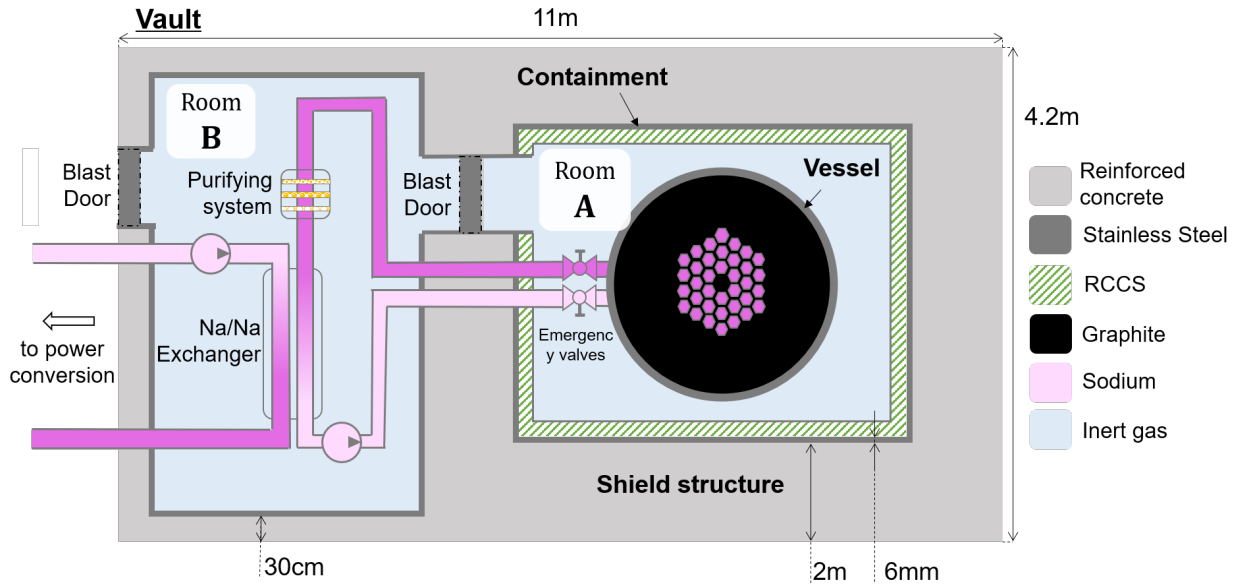 Vault
11m
Containment
4.2m
Room
B
Room
A
Vessel
Blast
Door
Purifying
system
Blast
Door
Reinforced
concrete
Stainless Steel
RCCS
Graphite
Sodium
Inert gas
Na/Na
Exchanger
Emergenc
y valves
to power
conversion
Shield structure
30cm
2m
6mm